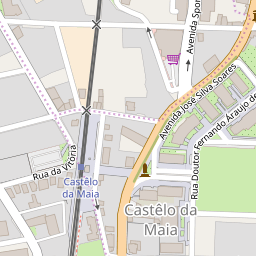 Avenida Spor
Avenida José Silva Soares
Rua Doutor Fernando Araújo de
Rua da Vitória
Castêlo
da Maia
Castêlo da
Maia